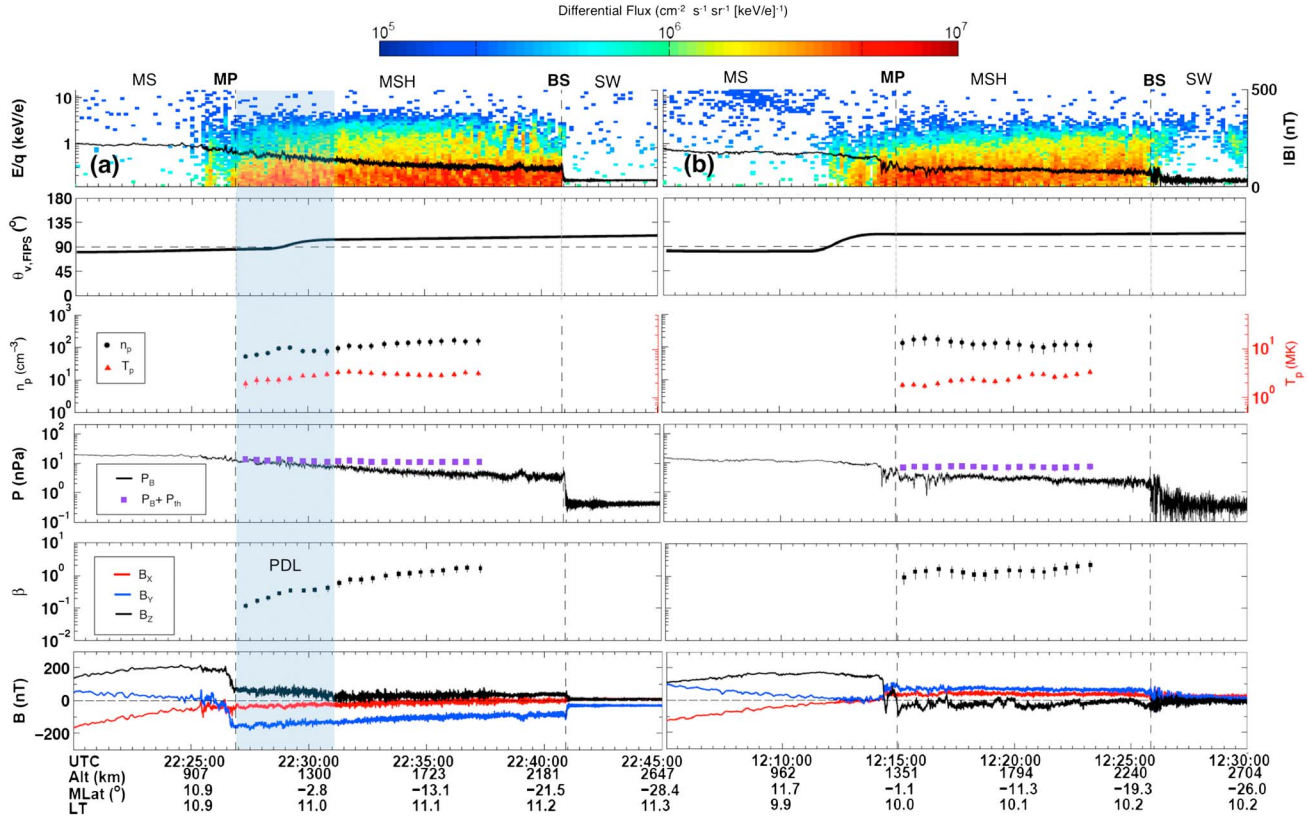 Differential Flux (cm⁻² s⁻¹ sr⁻¹ [keV/e]⁻¹)
10⁵ 10⁶ 10⁷
MS MP MSH BS SW MS MP MSH BS SW
10 500
1
0
E/q (keV/e)
(a) (b)
|B| (nT)
180
135
90
45
0
θv,FIPS (°)
10³
10²
10¹
10⁰
nₚ (cm⁻³)
nₚ
Tₚ
10¹
10⁰
Tₚ (MK)
10²
10¹
10⁰
10⁻¹
P (nPa)
P_B
P_B+ P_th
10¹
10⁰
10⁻¹
10⁻²
β
PDL
B_X
B_Y
B_Z
200
0
−200
B (nT)
UTC 22:25:00 22:30:00 22:35:00 22:40:00 22:45:00 12:10:00 12:15:00 12:20:00 12:25:00 12:30:00
Alt (km) 907 1300 1723 2181 2647 962 1351 1794 2240 2704
MLat (°) 10.9 −2.8 −13.1 −21.5 −28.4 11.7 −1.1 −11.3 −19.3 −26.0
LT 10.9 11.0 11.1 11.2 11.3 9.9 10.0 10.1 10.2 10.2